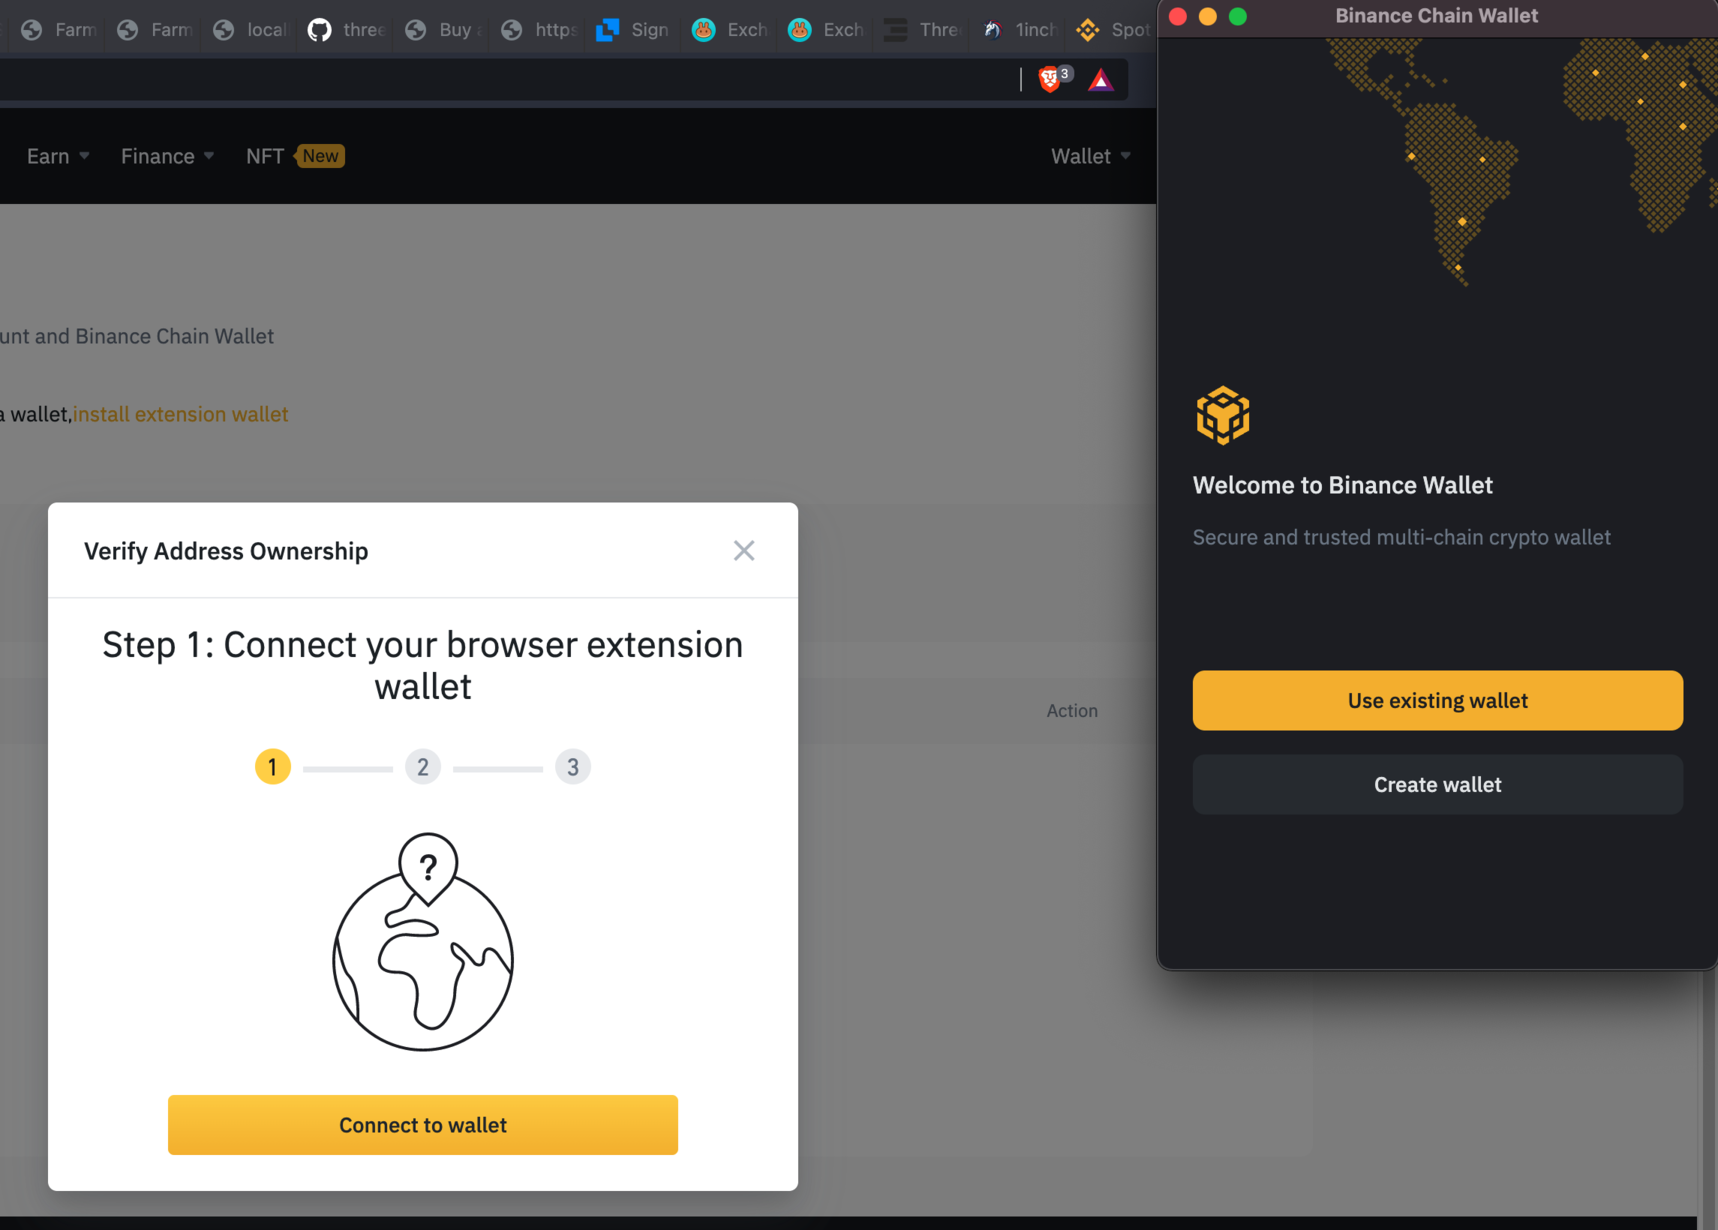 Farm
Farm
local
three
Buy
https
Sign
Exch
Exch
Thre
1inch
Spot
Binance Chain Wallet
3
Earn
Finance
NFT
New
Wallet
unt and Binance Chain Wallet
a wallet,install extension wallet
Verify Address Ownership
Step 1: Connect your browser extension
wallet
1
2
3
?
Connect to wallet
Action
Welcome to Binance Wallet
Secure and trusted multi-chain crypto wallet
Use existing wallet
Create wallet